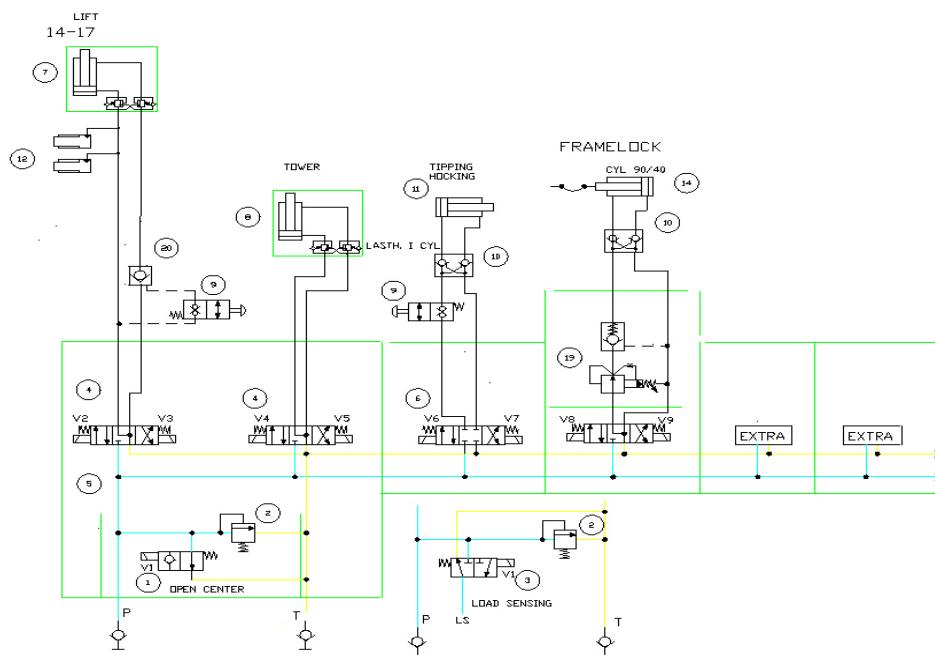 LIFT
14-17
7
12
TOWER
8
LASTH. I CYL
TIPPING
HOCKING
11
10
FRAMELOCK
CYL 90/40
14
10
20
9
9
19
4
4
6
V2
V3
V4
V5
V6
V7
V8
V9
EXTRA
EXTRA
5
2
2
V1
1
OPEN CENTER
V1
3
LOAD SENSING
P
T
P
LS
T